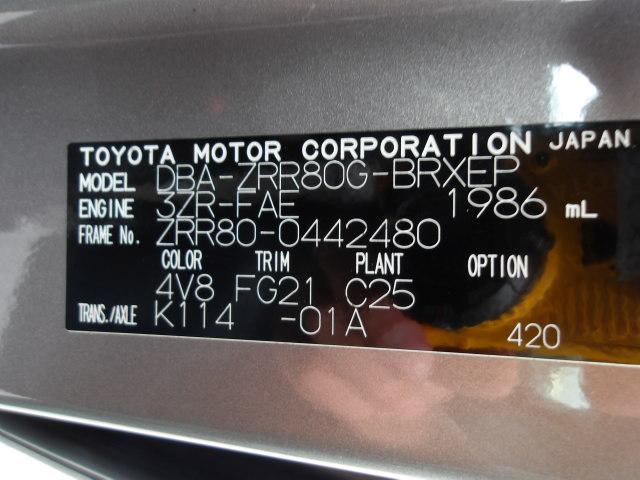 TOYOTA MOTOR CORPORATION JAPAN
MODEL DBA-ZRR80G-BRXEP
ENGINE 3ZR-FAE 1986 mL
FRAME No. ZRR80-0442480
COLOR TRIM PLANT OPTION
4V8 FG21 C25
TRANS./AXLE K114 -01A
420